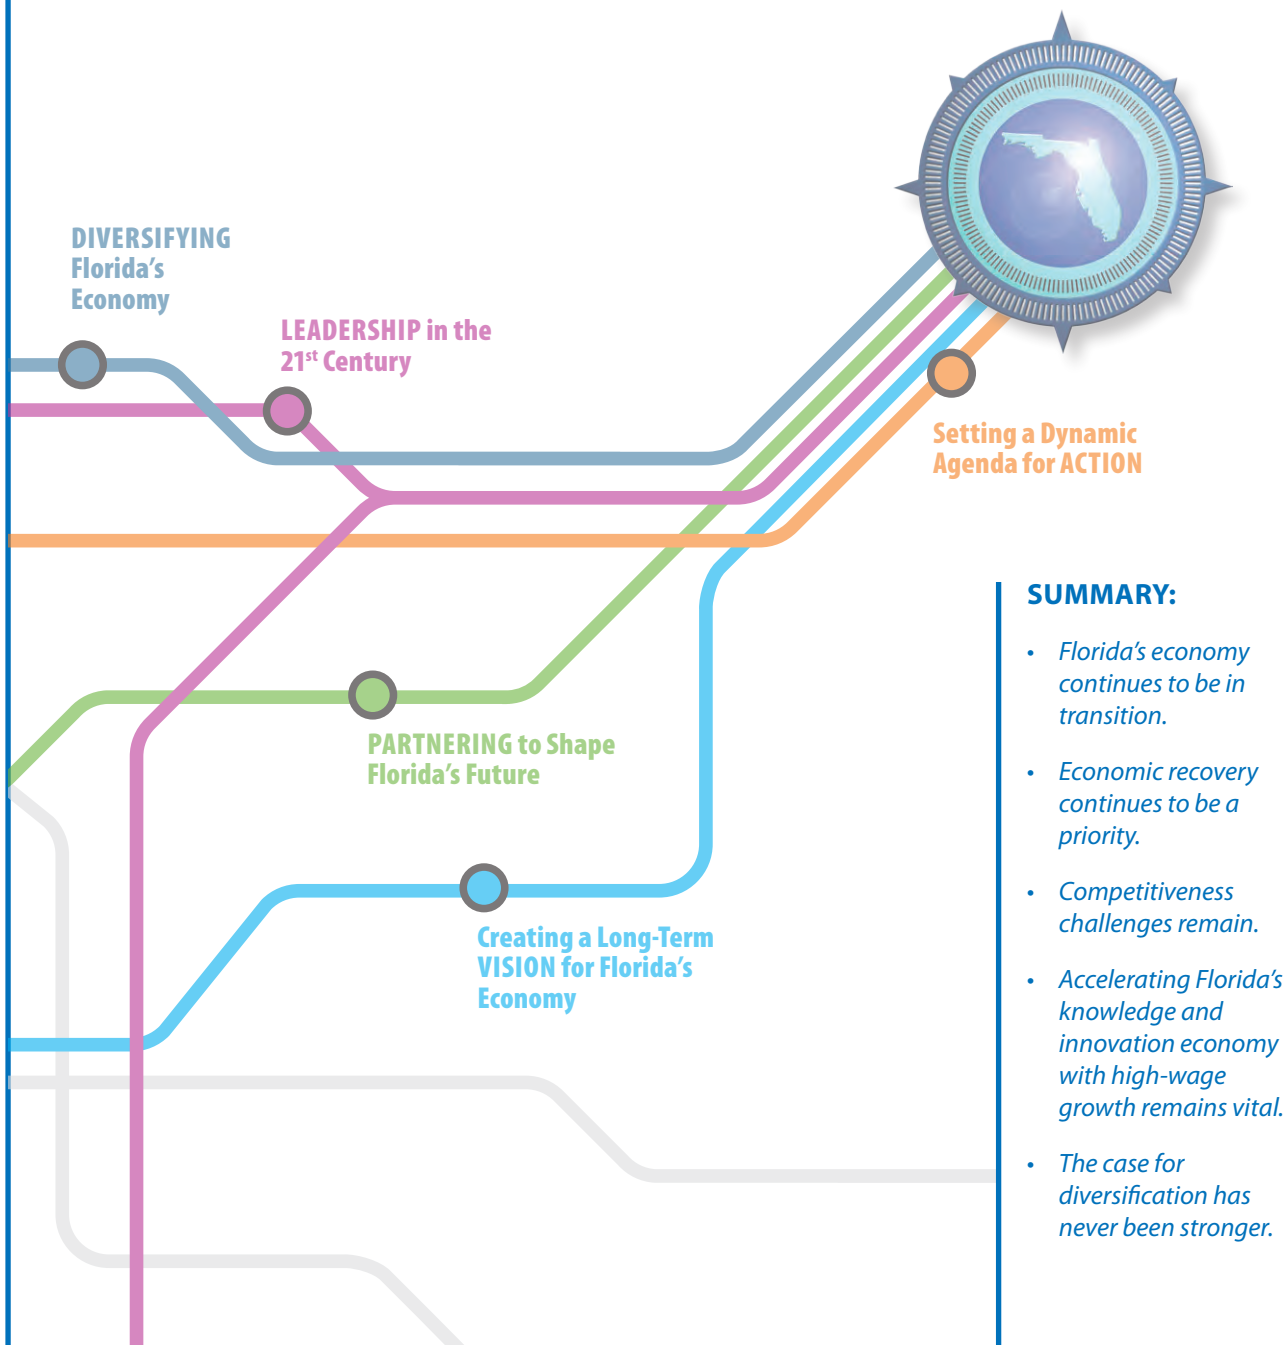 DIVERSIFYING
Florida's
Economy
LEADERSHIP in the
21st Century
Setting a Dynamic
Agenda for ACTION
PARTNERING to Shape
Florida's Future
Creating a Long-Term
VISION for Florida's
Economy
SUMMARY:
• Florida's economy
continues to be in
transition.
• Economic recovery
continues to be a
priority.
• Competitiveness
challenges remain.
• Accelerating Florida's
knowledge and
innovation economy
with high-wage
growth remains vital.
• The case for
diversification has
never been stronger.